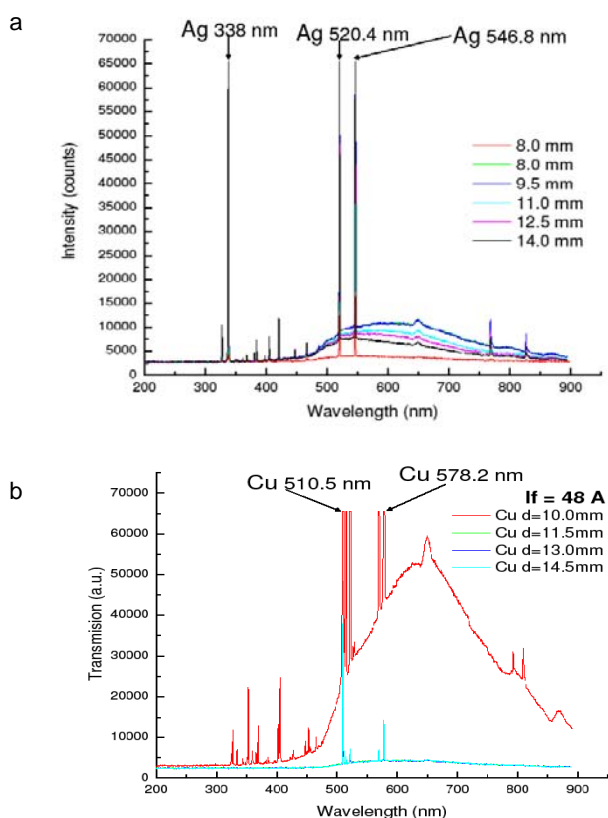 a
Ag 338 nm Ag 520.4 nm Ag 546.8 nm
70000
65000
60000
55000
50000
45000
40000
35000
30000
25000
20000
15000
10000
5000
0
Intensity (counts)
8.0 mm
8.0 mm
9.5 mm
11.0 mm
12.5 mm
14.0 mm
200 300 400 500 600 700 800 900
Wavelength (nm)
b
Cu 510.5 nm Cu 578.2 nm
If = 48 A
Cu d=10.0mm
Cu d=11.5mm
Cu d=13.0mm
Cu d=14.5mm
70000
60000
50000
40000
30000
20000
10000
0
Transmision (a.u.)
200 300 400 500 600 700 800 900
Wavelength (nm)